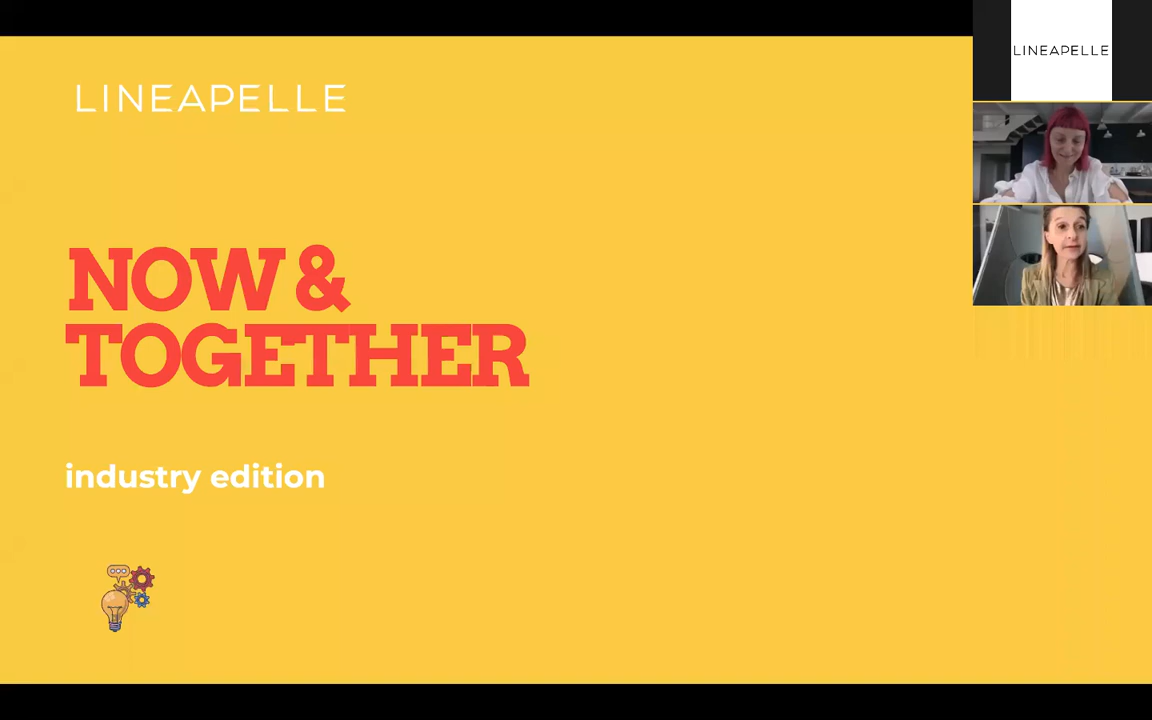 LINEAPELLE
NOW &
TOGETHER
industry edition
LINEAPELLE